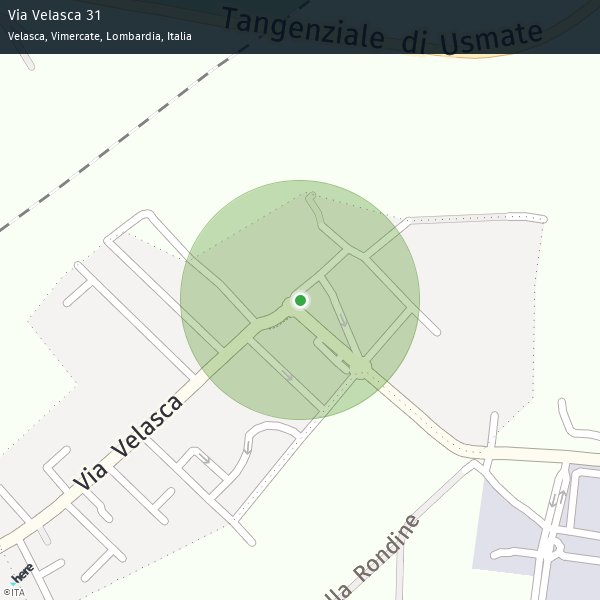 Via Velasca 31
Velasca, Vimercate, Lombardia, Italia
Tangenziale di Usmate
Via Velasca
lla Rondine
here
©ITA